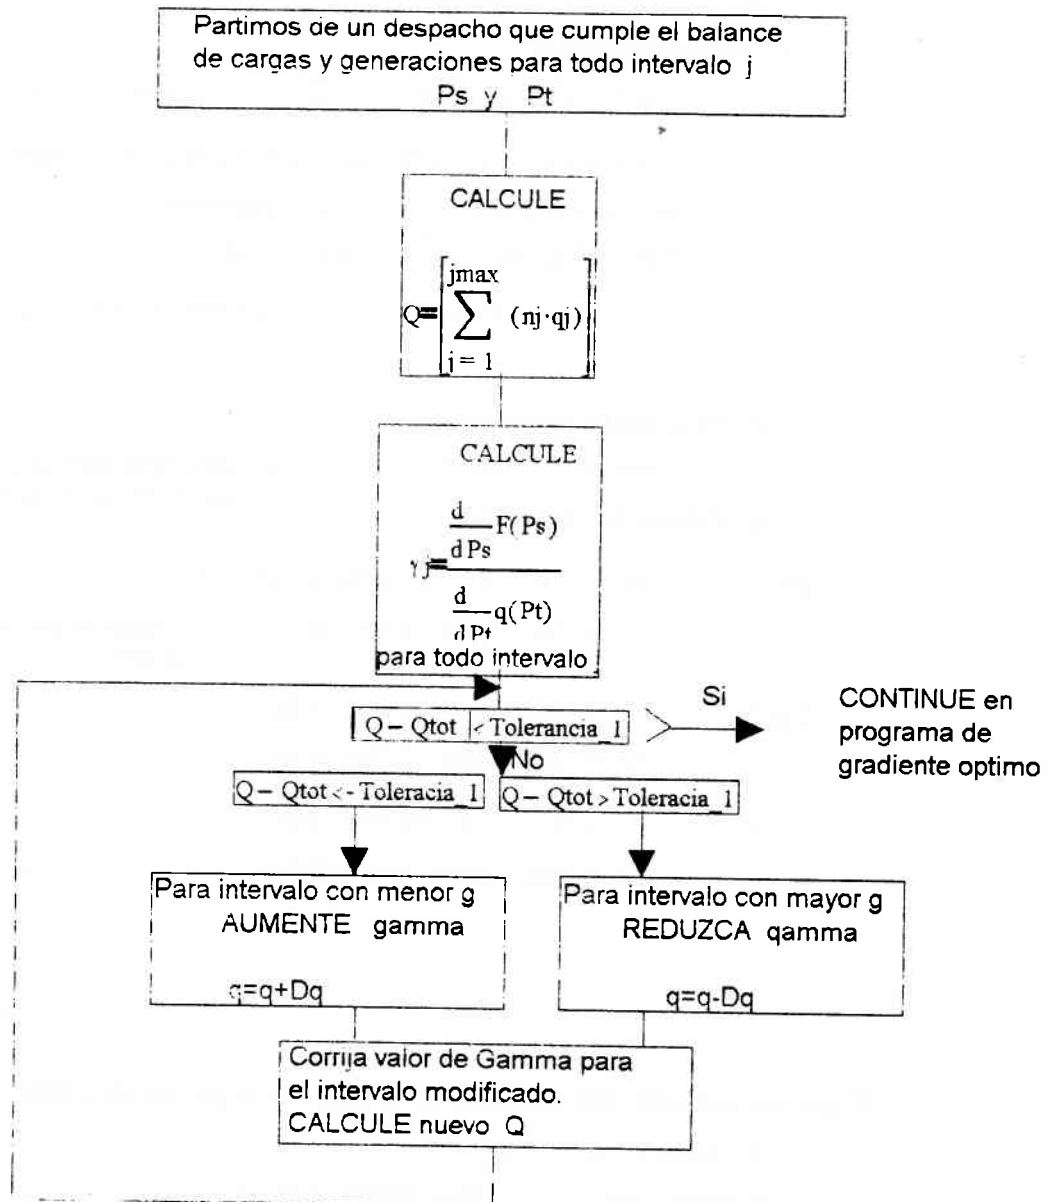 Partimos de un despacho que cumple el balance
de cargas y generaciones para todo intervalo j
Ps y Pt
CALCULE
jmax
Q=[∑ (nj·qj)]
j = 1
CALCULE
d
dPs F(Ps)
γj=
d
dPt q(Pt)
para todo intervalo
| Q - Qtot |< Tolerancia_1
Si
CONTINUE en
programa de
gradiente optimo
No
Q - Qtot <- Toleracia_1
Q - Qtot > Toleracia_1
Para intervalo con menor g
AUMENTE gamma
q=q+Dq
Para intervalo con mayor g
REDUZCA qamma
q=q-Dq
Corrija valor de Gamma para
el intervalo modificado.
CALCULE nuevo Q